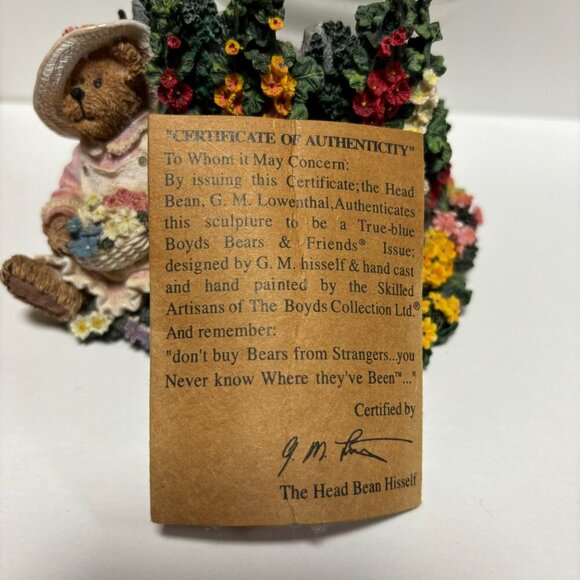 "CERTIFICATE OF AUTHENTICITY"
To Whom it May Concern:
By issuing this Certificate;the Head
Bean, G. M. Lowenthal,Authenticates
this sculpture to be a True-blue
Boyds Bears & Friends® Issue;
designed by G. M. hisself & hand cast
and hand painted by the Skilled
Artisans of The Boyds Collection Ltd.®
And remember:
"don't buy Bears from Strangers...you
Never know Where they've Been™..."
Certified by
G. M.
The Head Bean Hisself